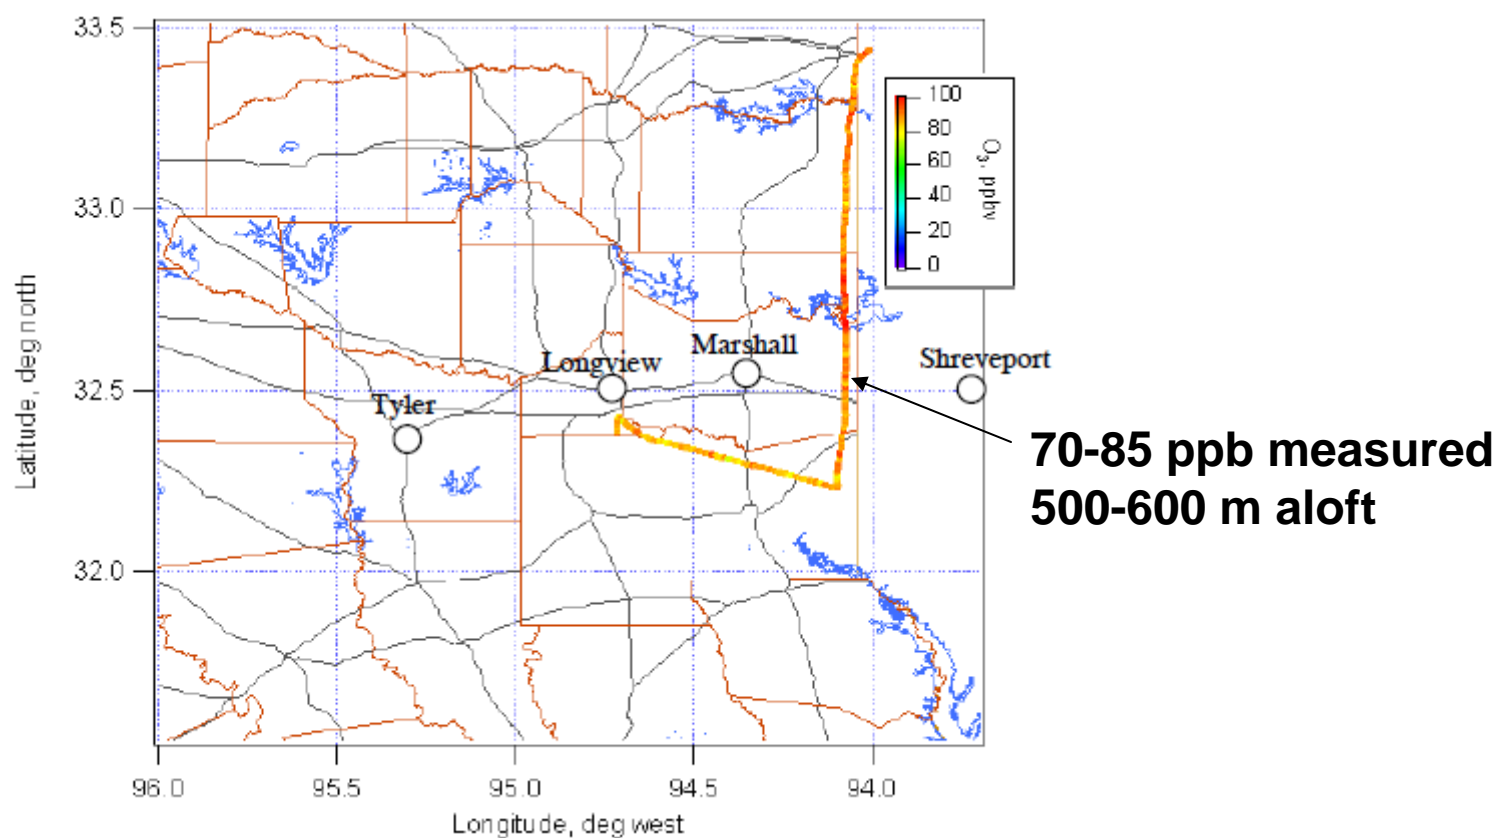 33.5
33.0
32.5
32.0
Latitude, deg north
96.0
95.5
95.0
94.5
94.0
Longitude, deg west
100
80
60
40
20
0
O3, ppbv
Longview
Marshall
Shreveport
Tyler
70-85 ppb measured
500-600 m aloft